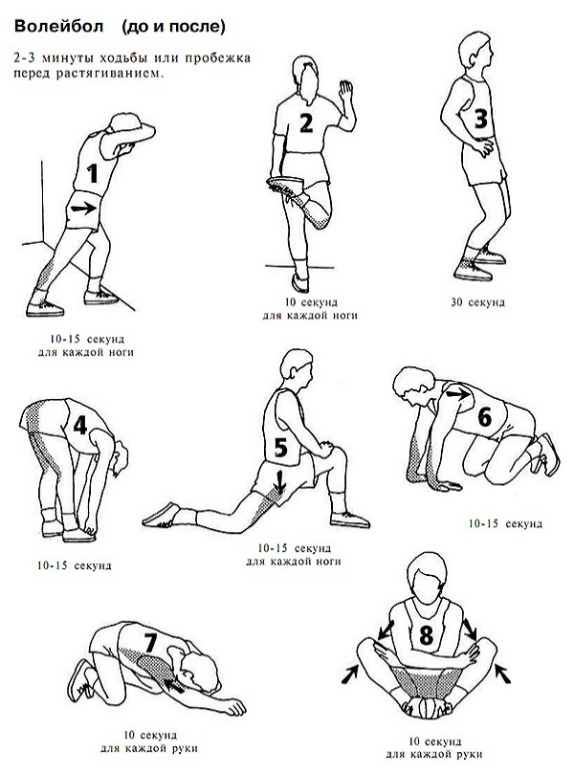 Волейбол (до и после)
2-3 минуты ходьбы или пробежка
перед растягиванием.
1
10-15 секунд
для каждой ноги
2
10 секунд
для каждой ноги
3
30 секунд
4
10-15 секунд
5
10-15 секунд
для каждой ноги
6
10-15 секунд
7
10 секунд
для каждой руки
8
10 секунд
для каждой руки